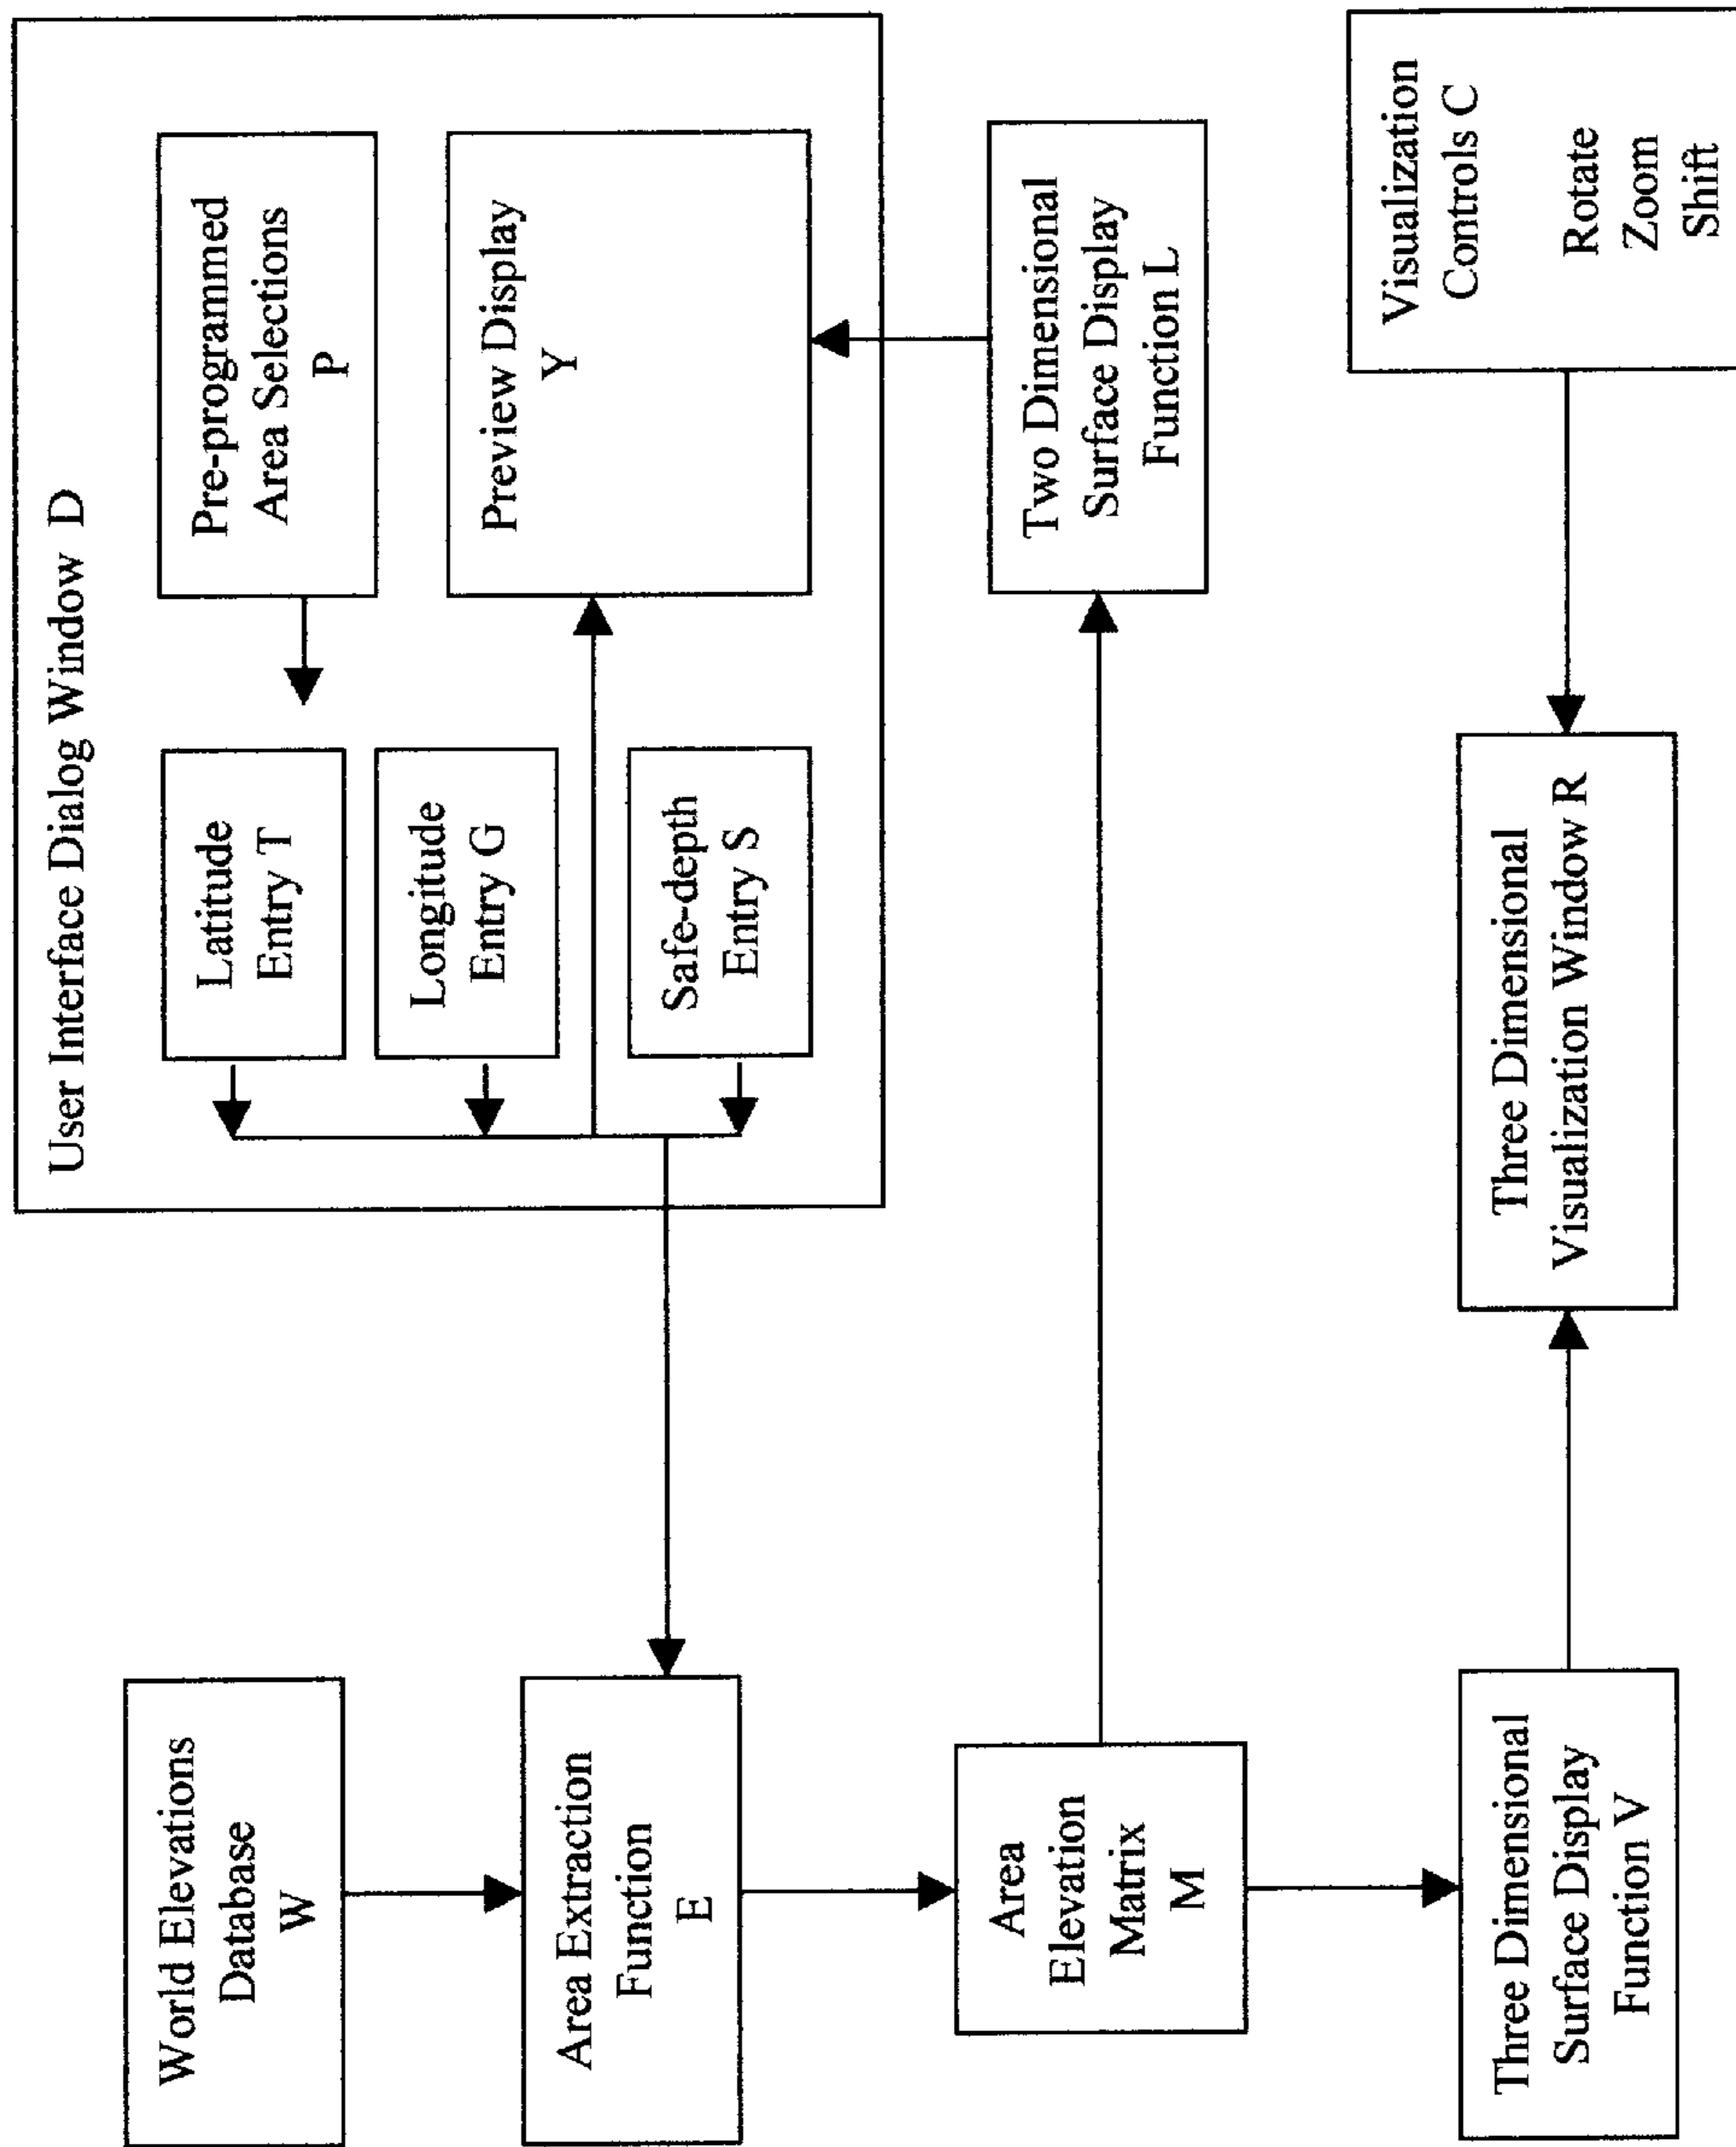 User Interface Dialog Window D
World Elevations
Database
W
Latitude
Entry T
Pre-programmed
Area Selections
P
Longitude
Entry G
Preview Display
Y
Safe-depth
Entry S
Area Extraction
Function
E
Area
Elevation
Matrix
M
Two Dimensional
Surface Display
Function L
Three Dimensional
Surface Display
Function V
Three Dimensional
Visualization Window R
Visualization
Controls C
Rotate
Zoom
Shift